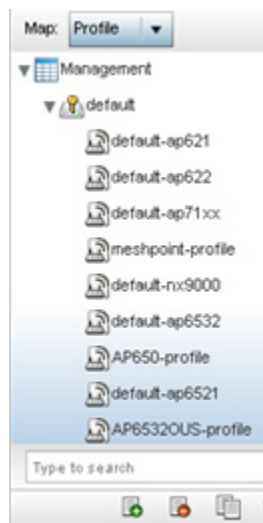 Map: Profile
Management
default
default-ap621
default-ap622
default-ap71xx
meshpoint-profile
default-nx9000
default-ap6532
AP650-profile
default-ap6521
AP6532OUS-profile
Type to search